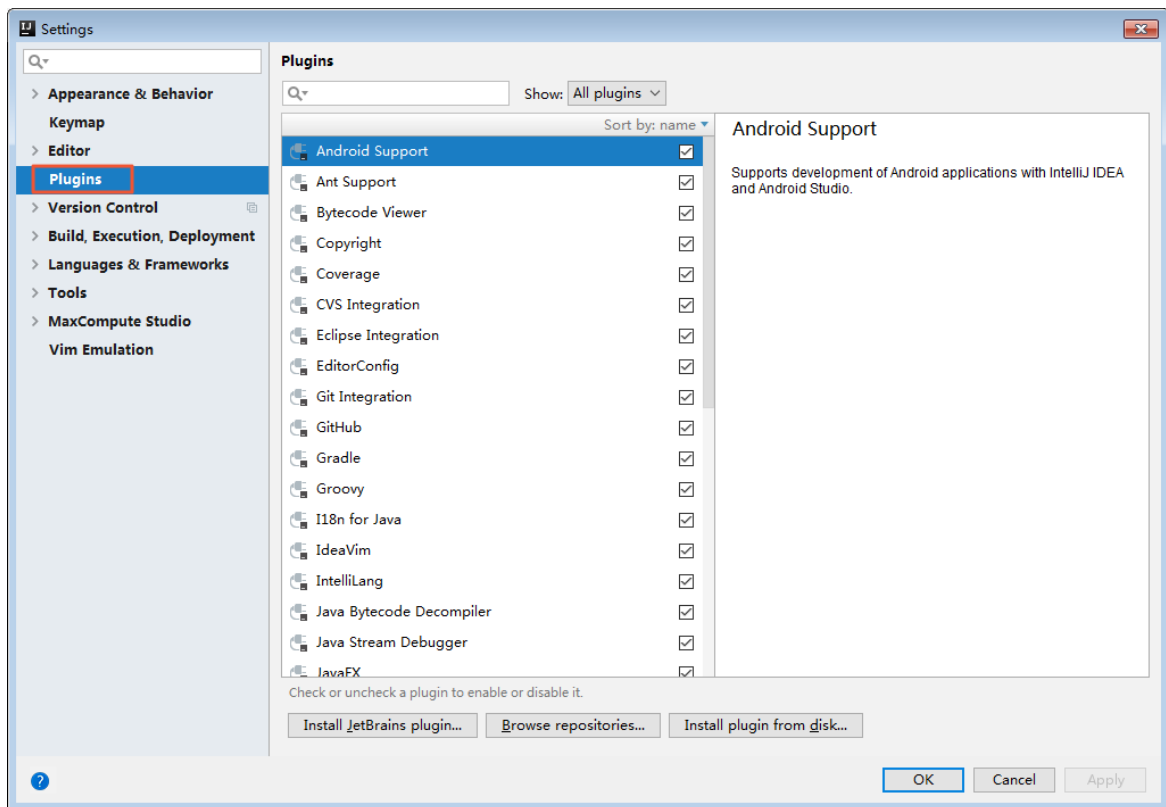 Settings
Appearance & Behavior
Keymap
Editor
Plugins
Version Control
Build, Execution, Deployment
Languages & Frameworks
Tools
MaxCompute Studio
Vim Emulation
Plugins
Show: All plugins
Sort by: name
Android Support
Ant Support
Bytecode Viewer
Copyright
Coverage
CVS Integration
Eclipse Integration
EditorConfig
Git Integration
GitHub
Gradle
Groovy
I18n for Java
IdeaVim
IntelliLang
Java Bytecode Decompiler
Java Stream Debugger
JavaFX
Check or uncheck a plugin to enable or disable it.
Install JetBrains plugin...
Browse repositories...
Install plugin from disk...
Android Support
Supports development of Android applications with IntelliJ IDEA
and Android Studio.
?
OK
Cancel
Apply